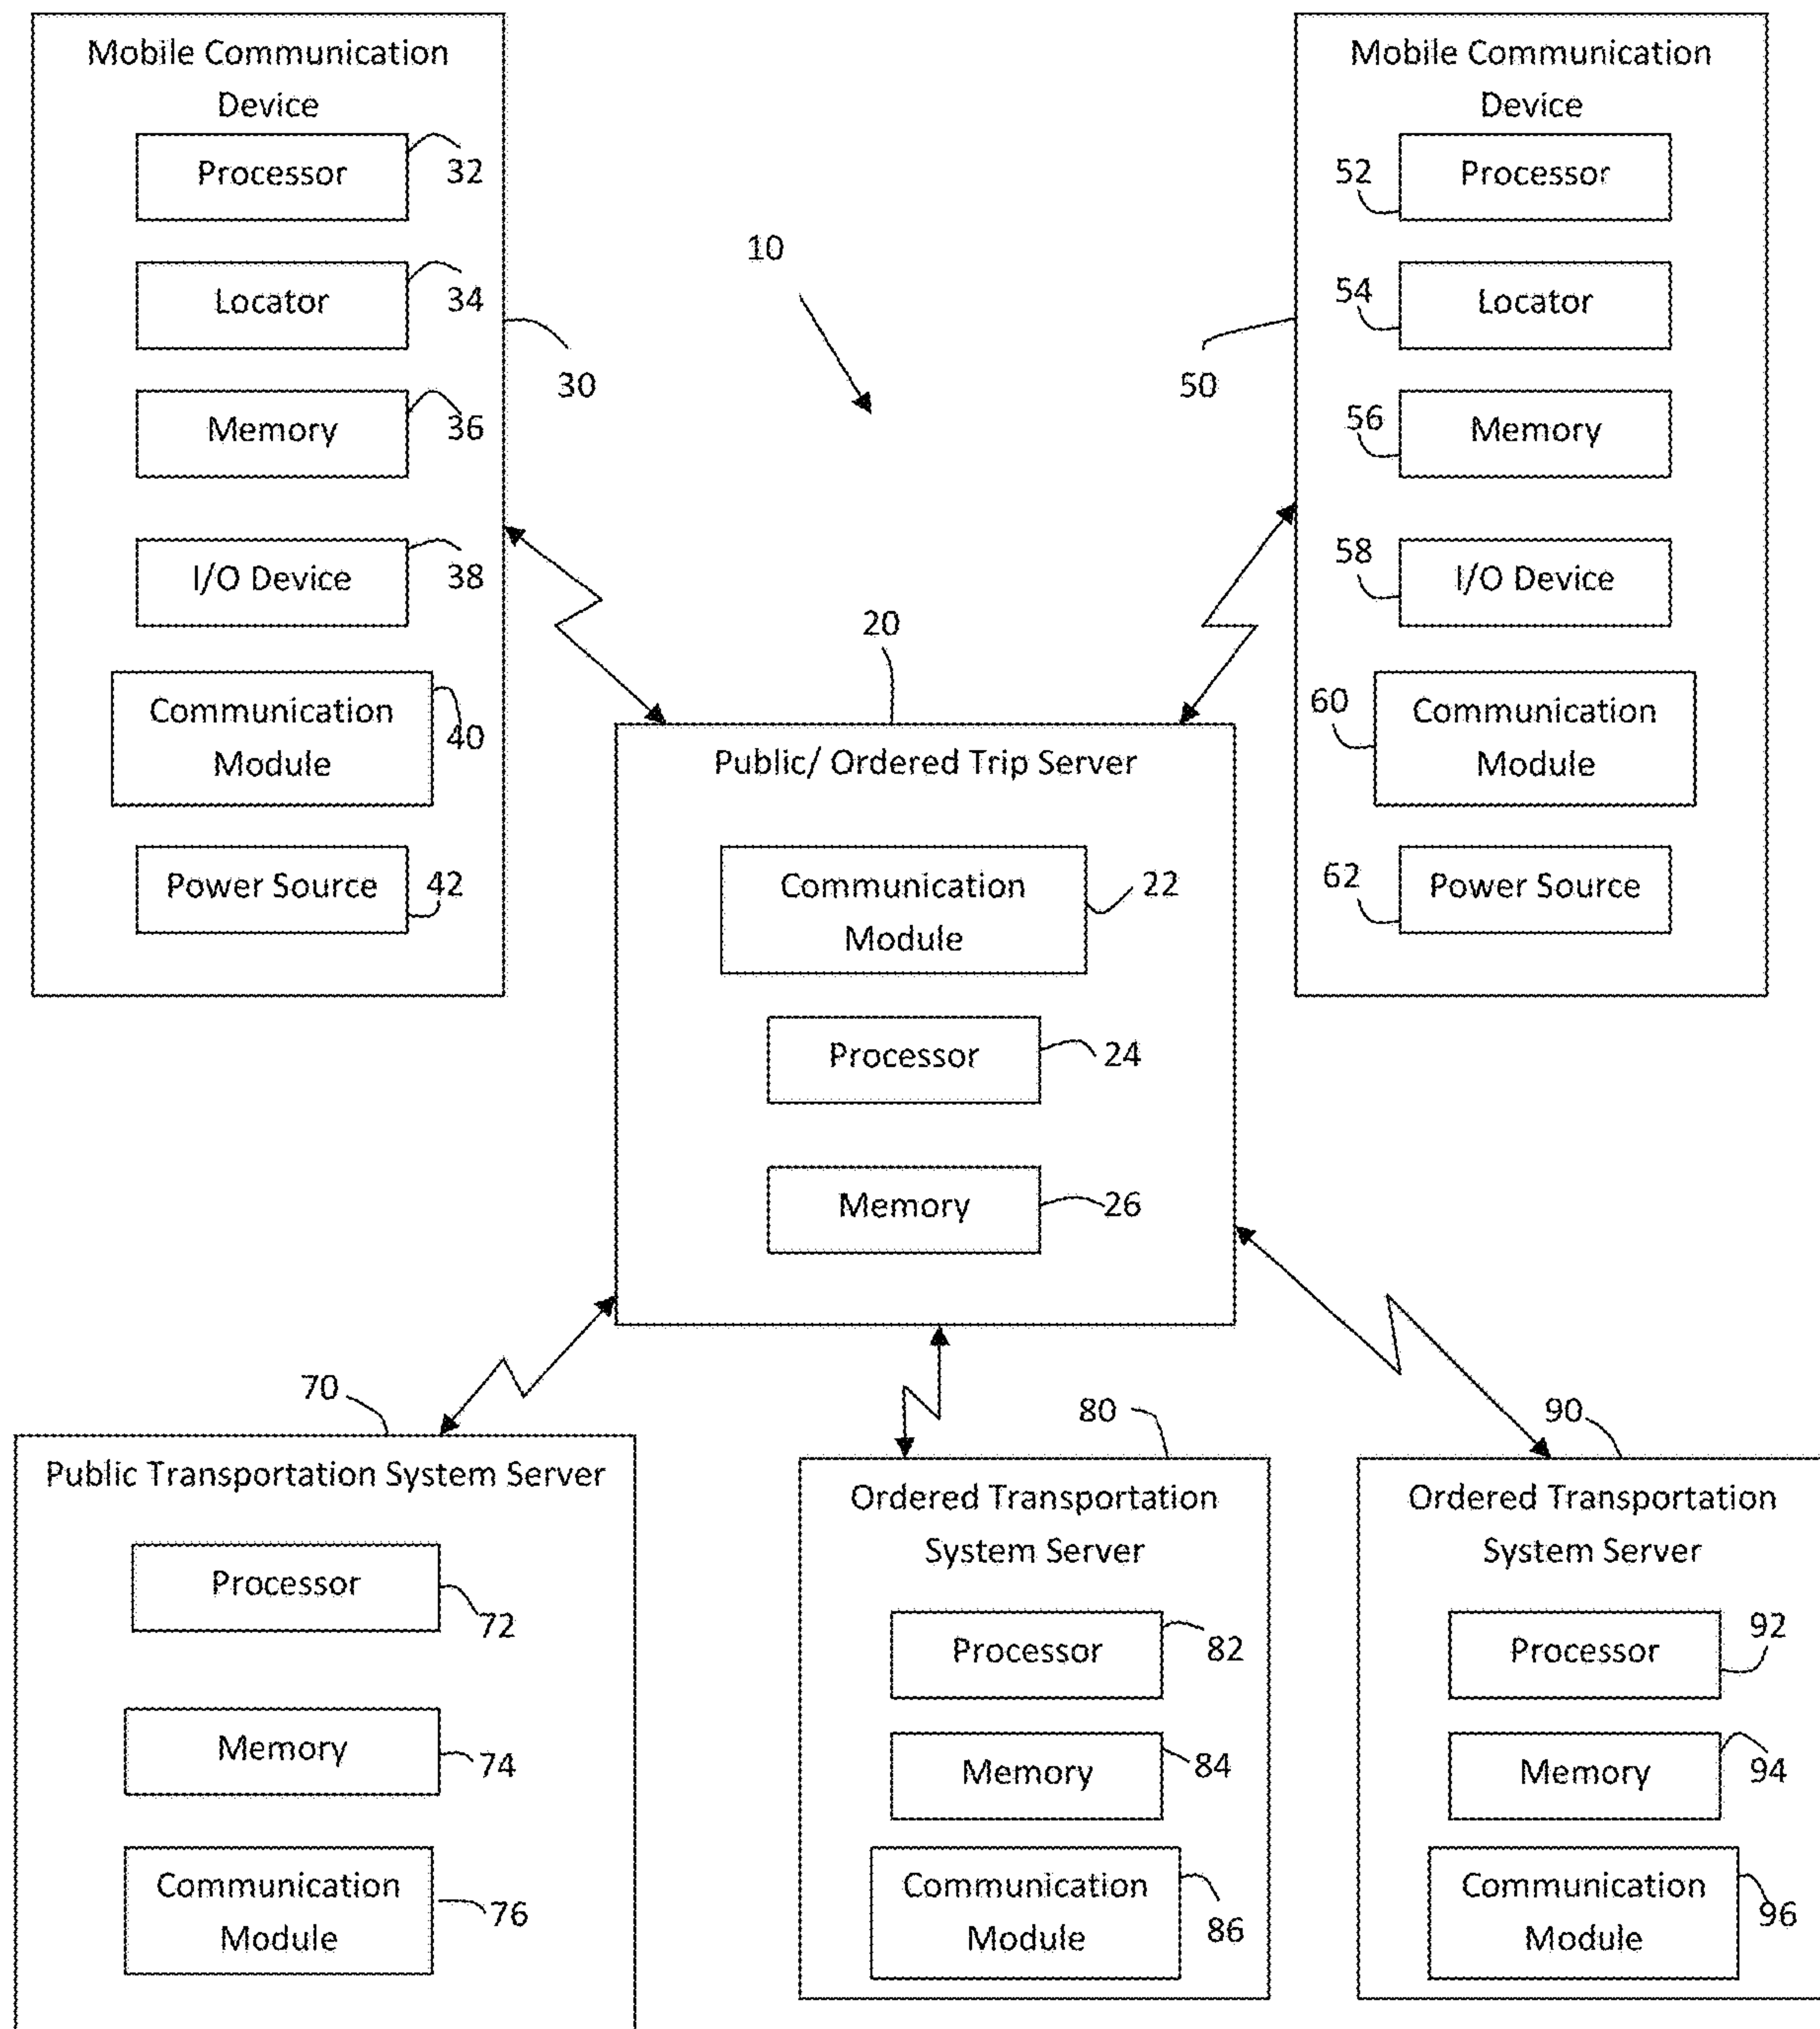 Mobile Communication
Device
Processor
32
Locator
34
30
Memory
36
I/O Device
38
Communication
Module
40
Power Source
42
10
Mobile Communication
Device
52
Processor
54
Locator
50
56
Memory
58
I/O Device
60
Communication
Module
62
Power Source
20
Public/ Ordered Trip Server
Communication
Module
22
Processor
24
Memory
26
70
Public Transportation System Server
Processor
72
Memory
74
Communication
Module
76
80
Ordered Transportation
System Server
Processor
82
Memory
84
Communication
Module
86
90
Ordered Transportation
System Server
Processor
92
Memory
94
Communication
Module
96